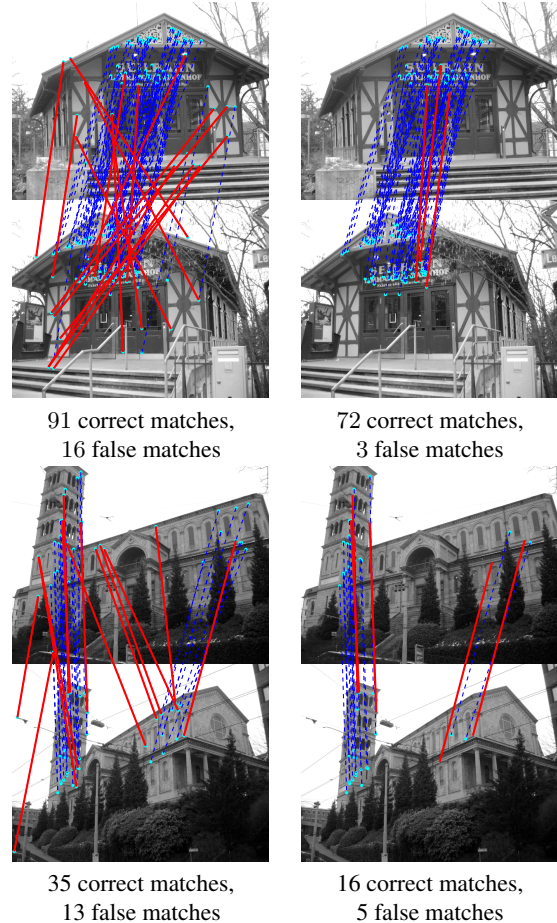 91 correct matches,
16 false matches
72 correct matches,
3 false matches
35 correct matches,
13 false matches
16 correct matches,
5 false matches